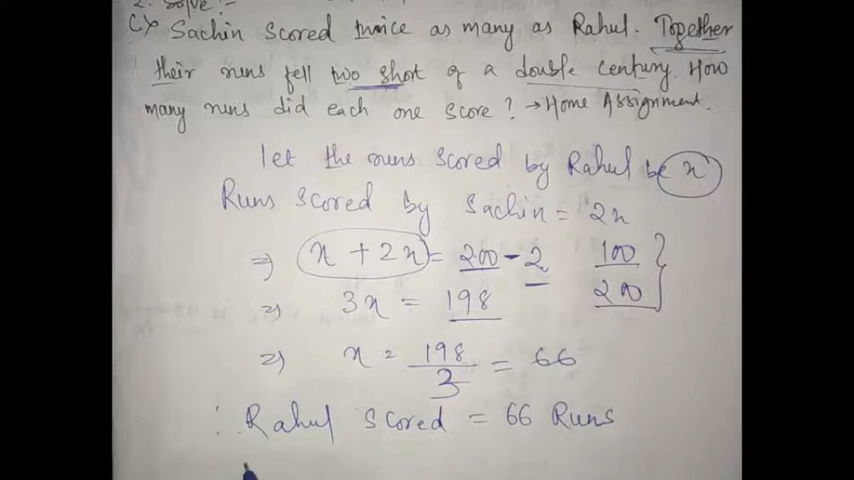 2. Solve :-
C) Sachin scored twice as many as Rahul. Together
their runs fell two short of a double century. How
many runs did each one score? → Home Assignment.
let the runs scored by Rahul be x
Runs scored by Sachin = 2x
⇒ x + 2x = 200 - 2 100
⇒ 3x = 198 200
⇒ x = 198/3 = 66
∴ Rahul scored = 66 Runs